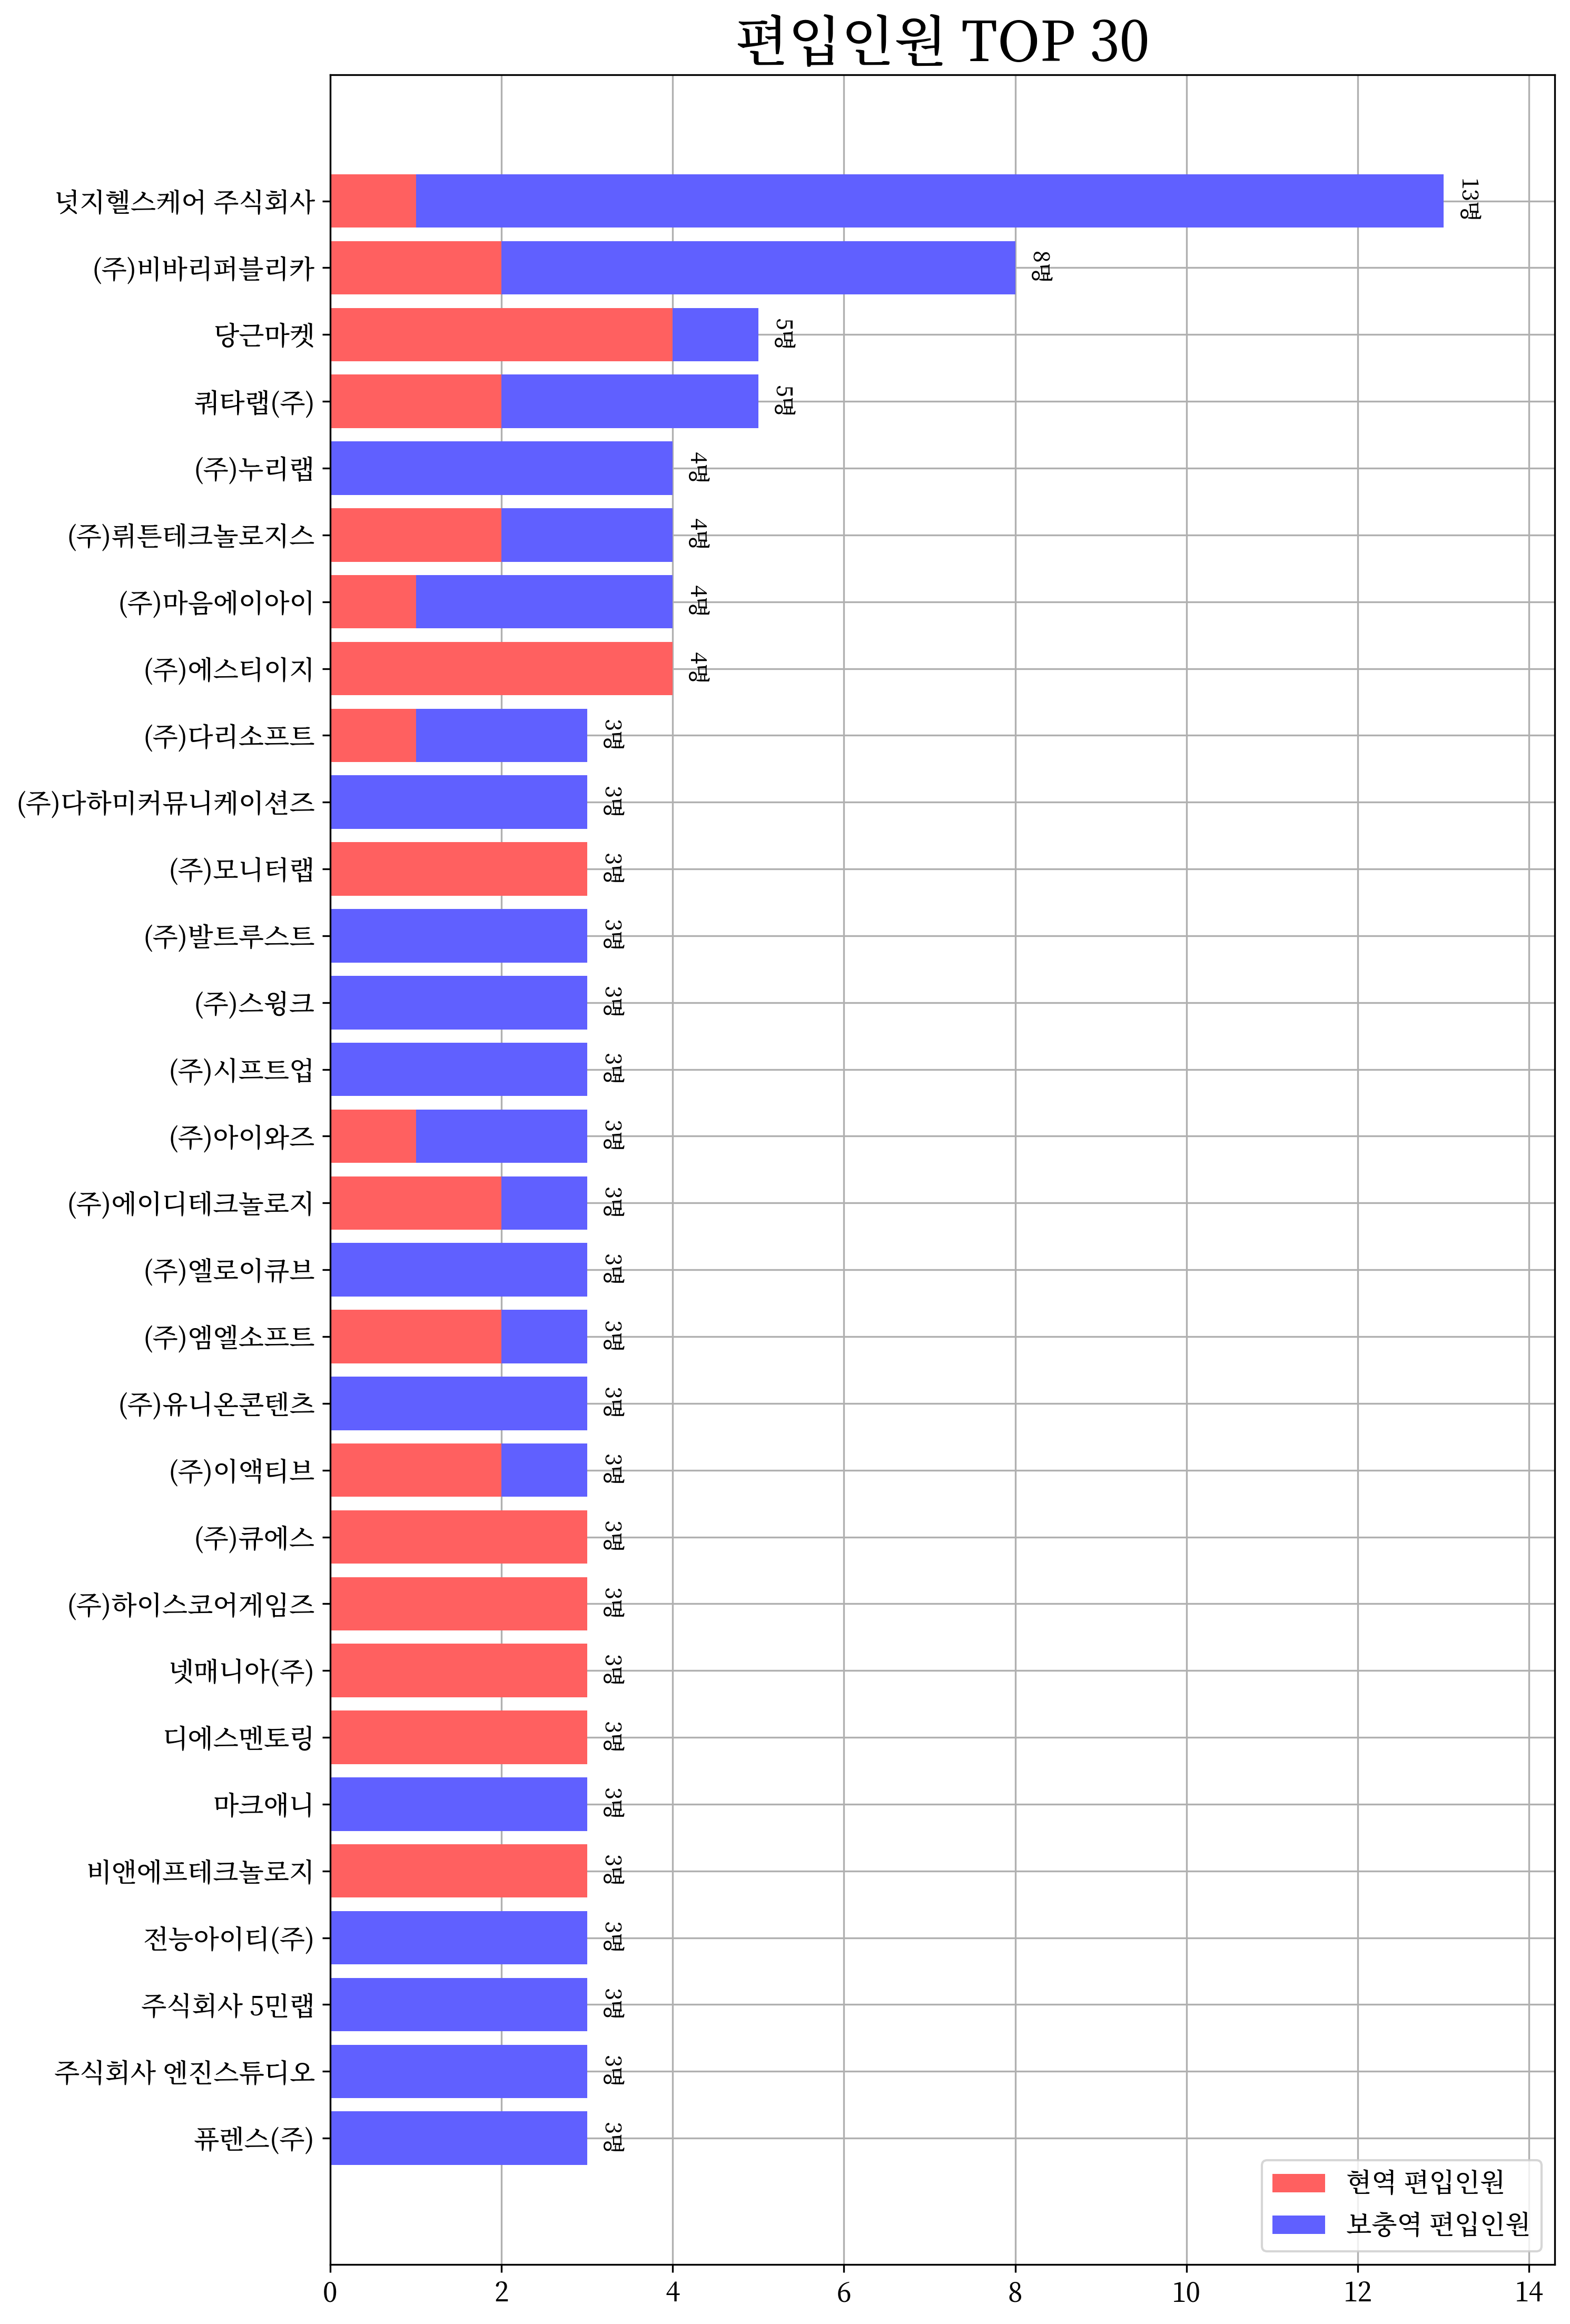 편입인원 TOP 30
넛지헬스케어 주식회사 13명
(주)비바리퍼블리카 8명
당근마켓 5명
쿼타랩(주) 5명
(주)누리랩 4명
(주)뤼튼테크놀로지스 4명
(주)마음에이아이 4명
(주)에스티이지 4명
(주)다리소프트 3명
(주)다하미커뮤니케이션즈 3명
(주)모니터랩 3명
(주)발트루스트 3명
(주)스윙크 3명
(주)시프트업 3명
(주)아이와즈 3명
(주)에이디테크놀로지 3명
(주)엘로이큐브 3명
(주)엠엘소프트 3명
(주)유니온콘텐츠 3명
(주)이액티브 3명
(주)큐에스 3명
(주)하이스코어게임즈 3명
넷매니아(주) 3명
디에스멘토링 3명
마크애니 3명
비앤에프테크놀로지 3명
전능아이티(주) 3명
주식회사 5민랩 3명
주식회사 엔진스튜디오 3명
퓨렌스(주) 3명
현역 편입인원
보충역 편입인원
0 2 4 6 8 10 12 14